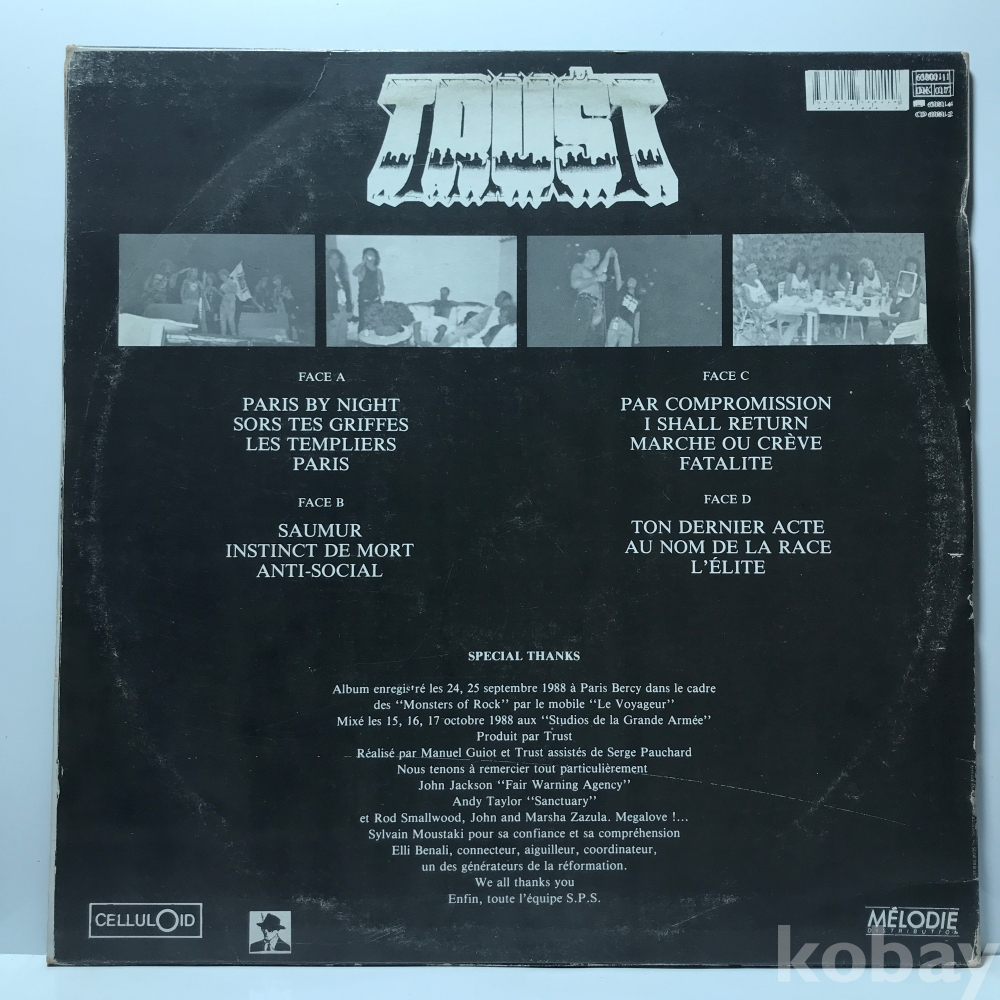 TRUST
FACE A
PARIS BY NIGHT
SORS TES GRIFFES
LES TEMPLIERS
PARIS
FACE B
SAUMUR
INSTINCT DE MORT
ANTI-SOCIAL
FACE C
PAR COMPROMISSION
I SHALL RETURN
MARCHE OU CRÈVE
FATALITE
FACE D
TON DERNIER ACTE
AU NOM DE LA RACE
L'ÉLITE
SPECIAL THANKS
Album enregistré les 24, 25 septembre 1988 à Paris Bercy dans le cadre
des "Monsters of Rock" par le mobile "Le Voyageur"
Mixé les 15, 16, 17 octobre 1988 aux "Studios de la Grande Armée"
Produit par Trust
Réalisé par Manuel Guiot et Trust assistés de Serge Pauchard
Nous tenons à remercier tout particulièrement
John Jackson "Fair Warning Agency"
Andy Taylor "Sanctuary"
et Rod Smallwood, John and Marsha Zazula. Megalove !...
Sylvain Moustaki pour sa confiance et sa compréhension
Elli Benali, connecteur, aiguilleur, coordinateur,
un des générateurs de la réformation.
We all thanks you
Enfin, toute l'équipe S.P.S.
CELLULOID
MÉLODIE
DISTRIBUTION
kobay